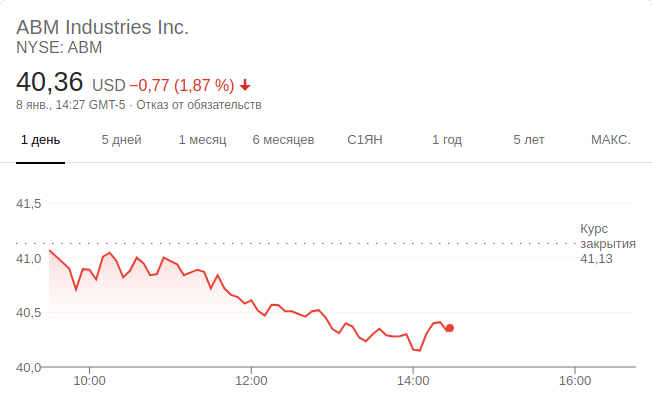 ABM Industries Inc.
NYSE: ABM
40,36 USD −0,77 (1,87 %)
8 янв., 14:27 GMT-5 · Отказ от обязательств
1 день 5 дней 1 месяц 6 месяцев С1ЯН 1 год 5 лет МАКС.
41,5
Курс
закрытия
41,13
41,0
40,5
40,0
10:00 12:00 14:00 16:00